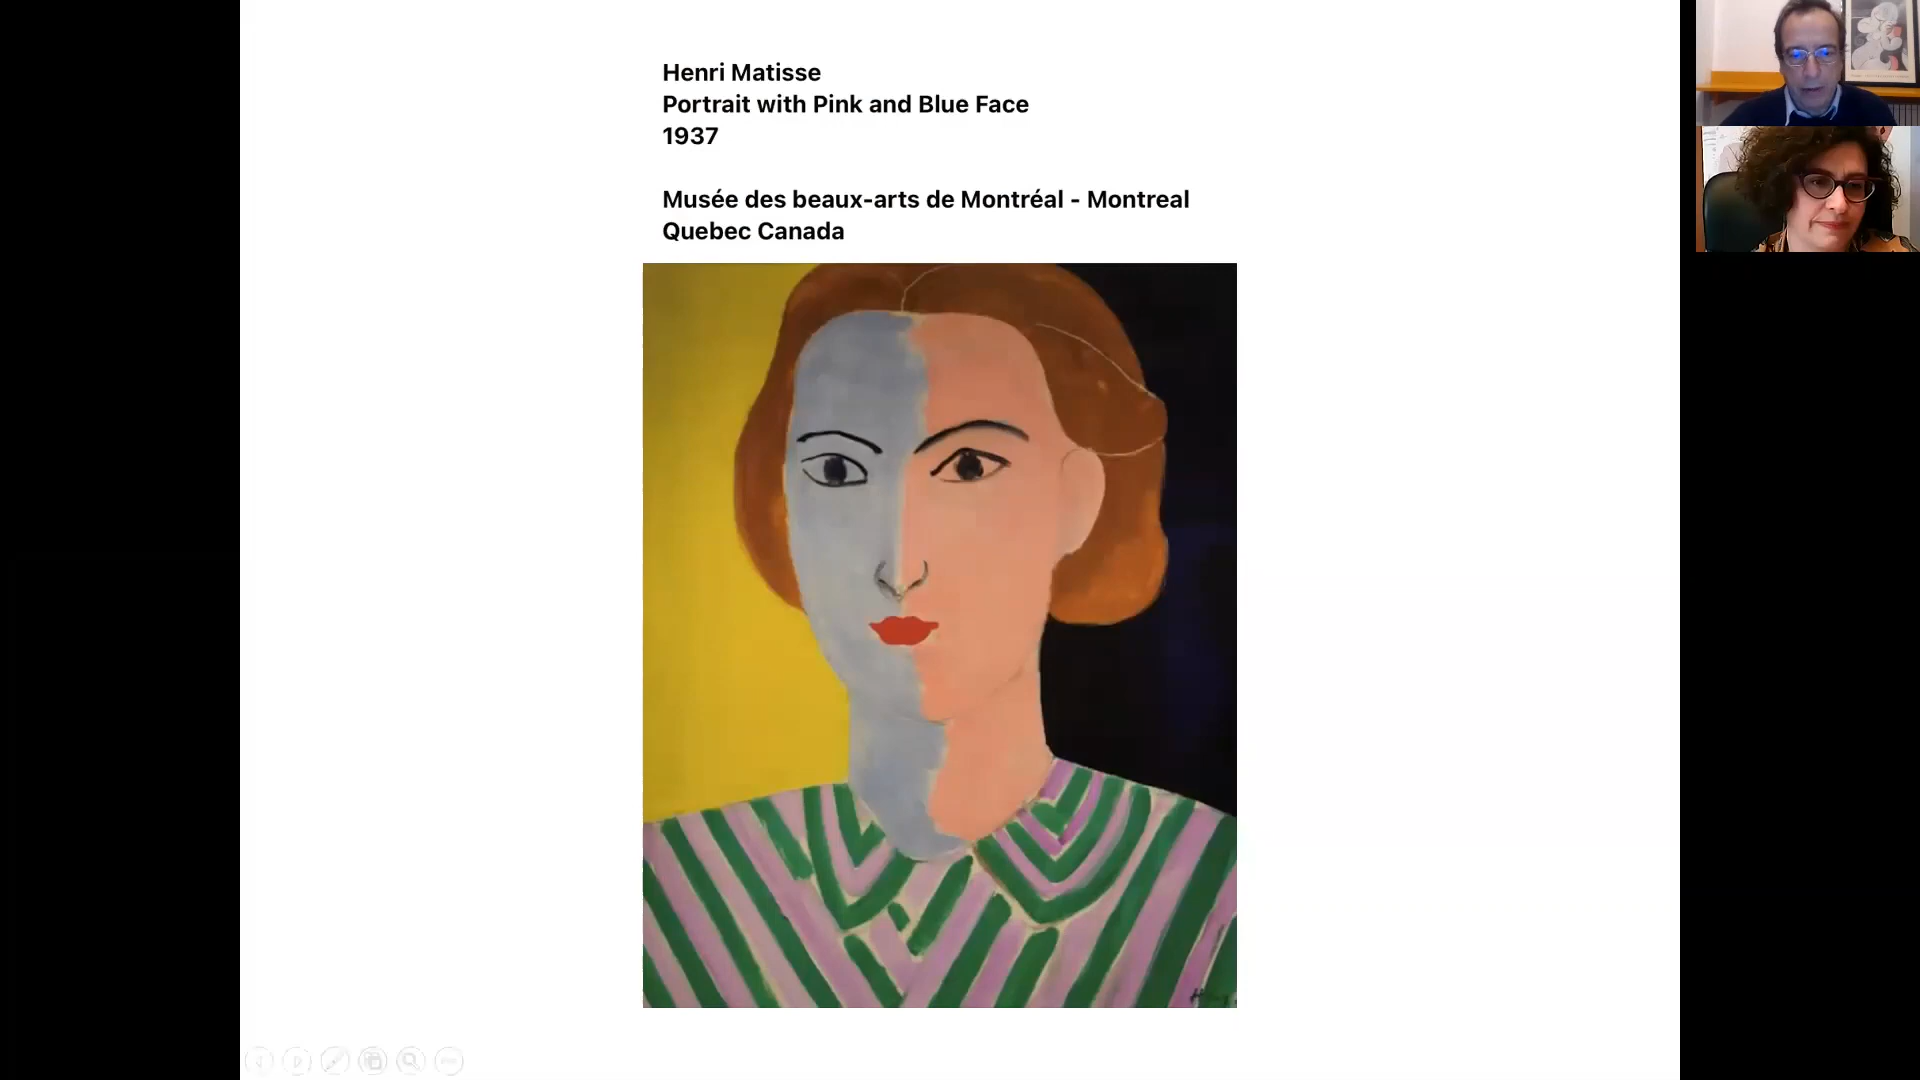 Henri Matisse
Portrait with Pink and Blue Face
1937
Musée des beaux-arts de Montréal - Montreal
Quebec Canada